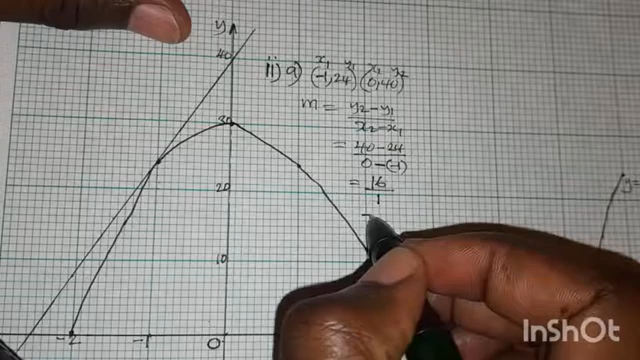 y
40
x₁ y₁ x₂ y₂
ii) a) (-1,24) (0,40)
m = y₂-y₁
x₂-x₁
30
= 40-24
0-(-1)
20
= 16
1
=
10
-2 -1 0
y=
InShOt